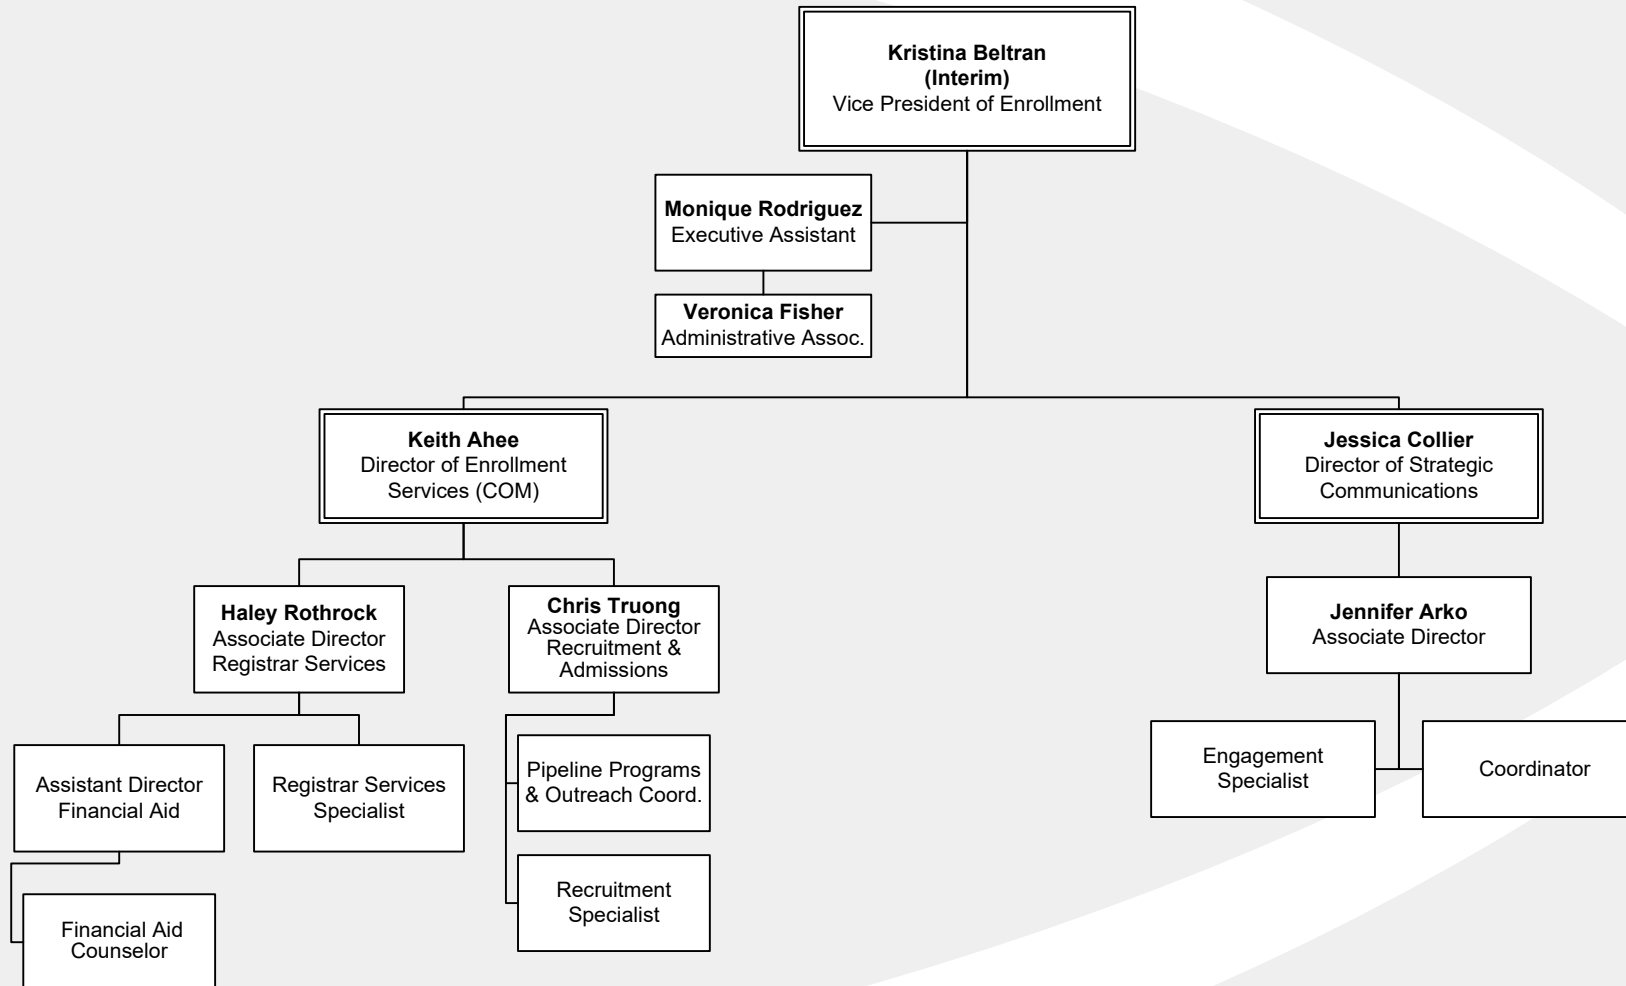 Kristina Beltran
(Interim)
Vice President of Enrollment
Monique Rodriguez
Executive Assistant
Veronica Fisher
Administrative Assoc.
Keith Ahee
Director of Enrollment
Services (COM)
Jessica Collier
Director of Strategic
Communications
Haley Rothrock
Associate Director
Registrar Services
Chris Truong
Associate Director
Recruitment &
Admissions
Jennifer Arko
Associate Director
Assistant Director
Financial Aid
Registrar Services
Specialist
Pipeline Programs
& Outreach Coord.
Engagement
Specialist
Coordinator
Recruitment
Specialist
Financial Aid
Counselor